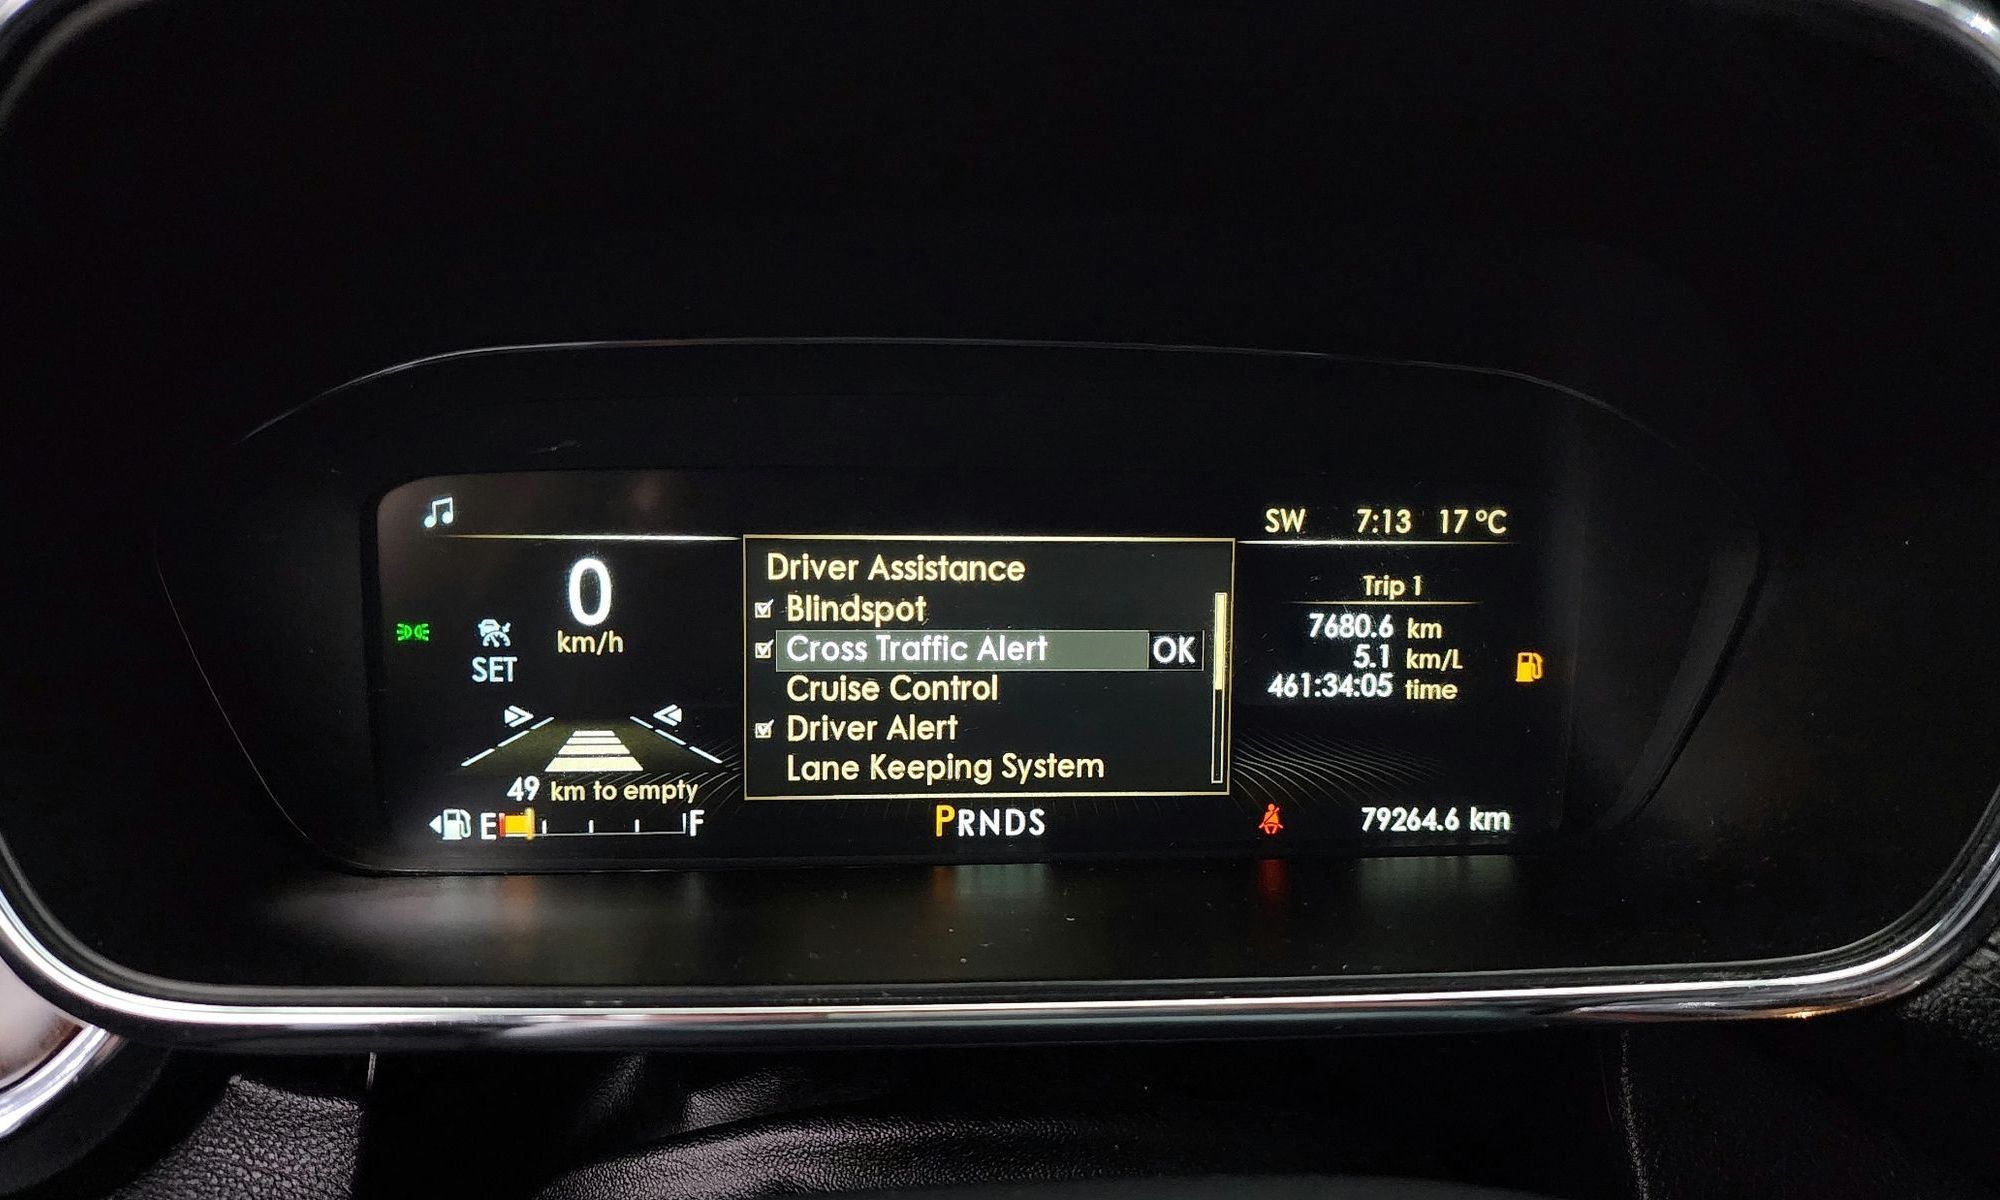 SW 7:13 17 °C
0
km/h
SET
49 km to empty
E F
Driver Assistance
Blindspot
Cross Traffic Alert OK
Cruise Control
Driver Alert
Lane Keeping System
PRNDS
Trip 1
7680.6 km
5.1 km/L
461:34:05 time
79264.6 km